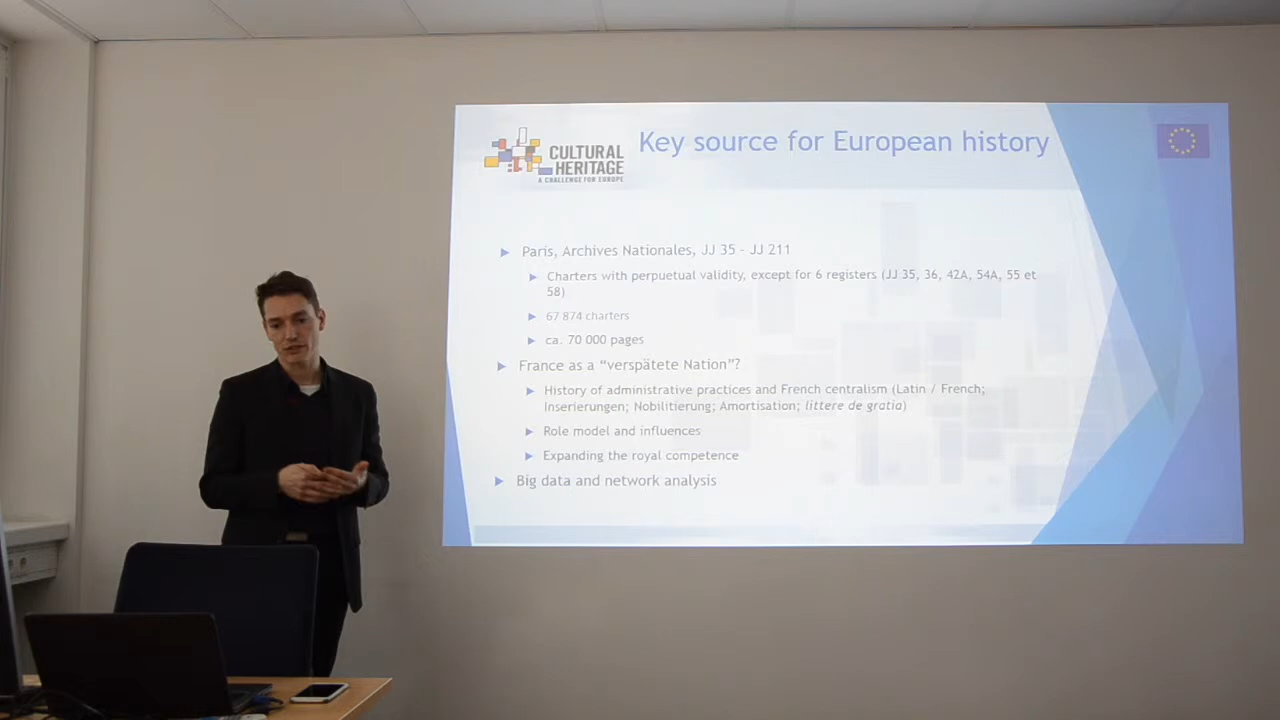 CULTURAL
HERITAGE
A CHALLENGE FOR EUROPE
Key source for European history
Paris, Archives Nationales, JJ 35 – JJ 211
Charters with perpuetual validity, except for 6 registers (JJ 35, 36, 42A, 54A, 55 et
58)
67 874 charters
ca. 70 000 pages
France as a “verspätete Nation”?
History of administrative practices and French centralism (Latin / French;
Inserierungen; Nobilitierung; Amortisation; littere de gratia)
Role model and influences
Expanding the royal competence
Big data and network analysis